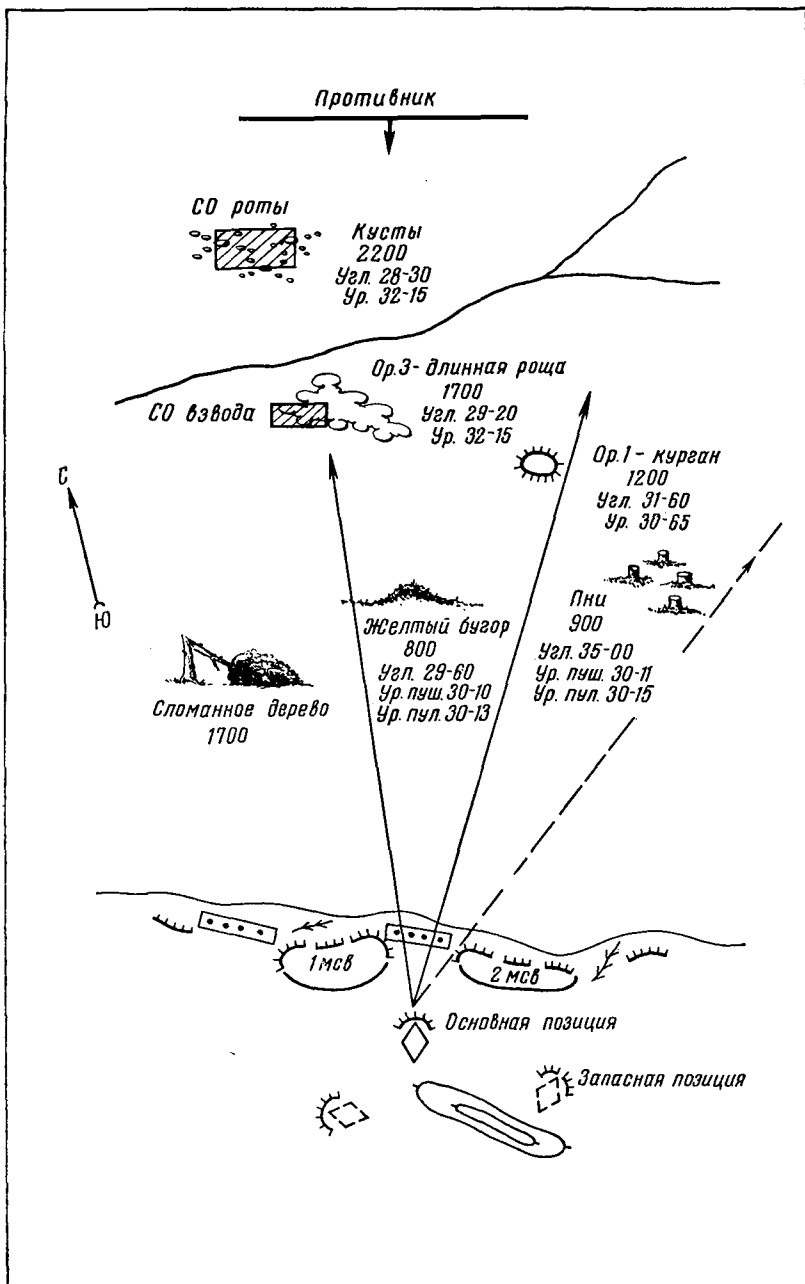 Противник
СО роты
Кусты
2200
Угл. 28-30
Ур. 32-15
Ор.3 - длинная роща
1700
Угл. 29-20
Ур. 32-15
СО взвода
Ор.1 - курган
1200
Угл. 31-60
Ур. 30-65
С
Ю
Пни
900
Угл. 35-00
Ур. пуш. 30-11
Ур. пул. 30-15
Желтый бугор
800
Угл. 29-60
Ур. пуш. 30-10
Ур. пул. 30-13
Сломанное дерево
1700
1 мсв
2 мсв
Основная позиция
Запасная позиция